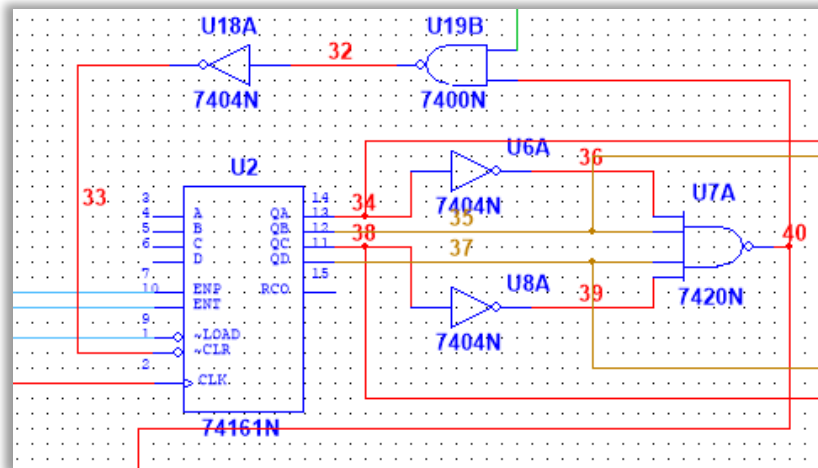 U18A
U19B
32
7404N
7400N
U6A
36
U2
U7A
33
3
14
34
7404N
4
A
QA
13
35
5
B
QB
12
38
40
6
C
QC
11
37
D
QD
7
15
U8A
39
10
ENP
RCO
7420N
ENT
9
7404N
1
~LOAD
~CLR
2
CLK
74161N